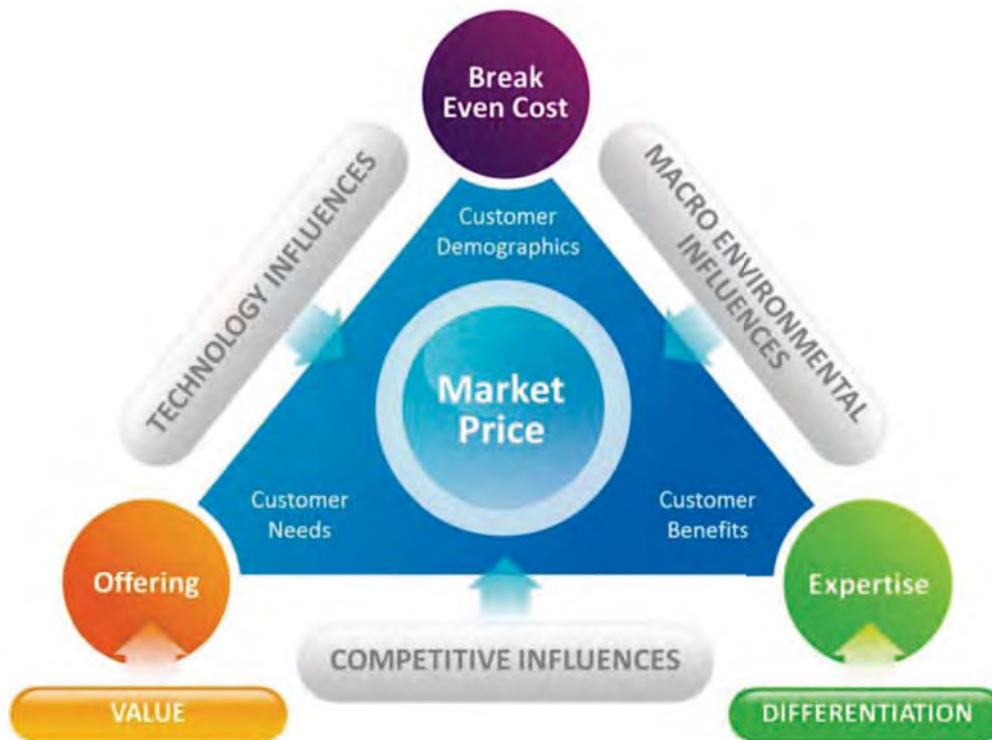 Break
Even Cost
TECHNOLOGY INFLUENCES
MACRO ENVIRONMENTAL
INFLUENCES
Customer
Demographics
Market
Price
Customer
Needs
Customer
Benefits
Offering
Expertise
COMPETITIVE INFLUENCES
VALUE
DIFFERENTIATION